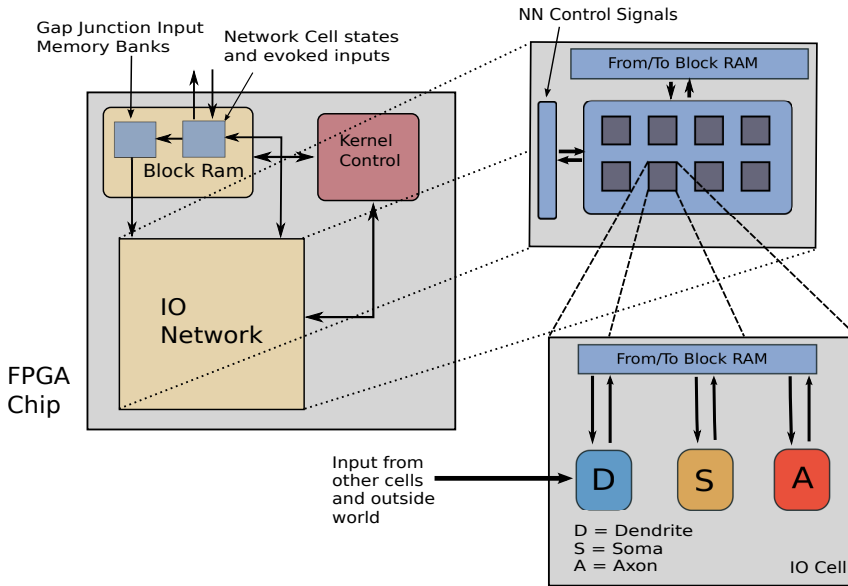 Gap Junction Input
Memory Banks
Network Cell states
and evoked inputs
NN Control Signals
From/To Block RAM
Kernel
Control
Block Ram
IO
Network
FPGA
Chip
From/To Block RAM
Input from
other cells
and outside
world
D
S
A
D = Dendrite
S = Soma
A = Axon
IO Cell